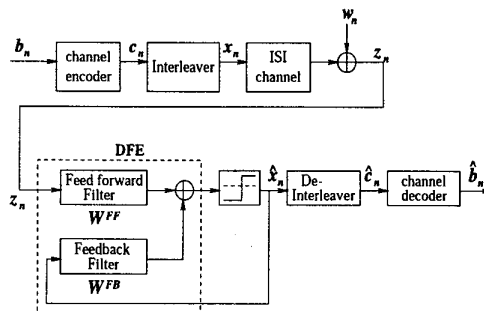 w_n
b_n
channel encoder
c_n
Interleaver
x_n
ISI channel
z_n
DFE
z_n
Feed forward Filter
W^FF
x̂_n
De-Interleaver
ĉ_n
channel decoder
b̂_n
Feedback Filter
W^FB